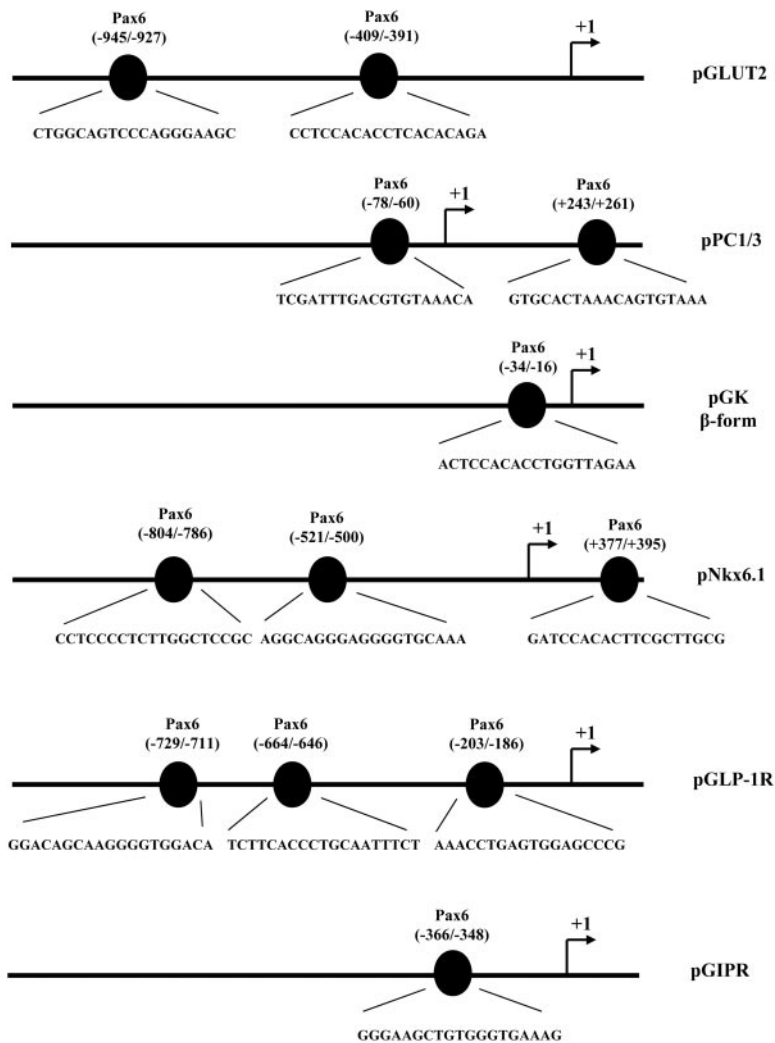 Pax6 Pax6
(-945/-927) (-409/-391) +1
pGLUT2
CTGGCAGTCCCAGGGAAGC CCTCCACACCTCACACAGA
Pax6 Pax6
(-78/-60) +1 (+243/+261)
pPC1/3
TCGATTTGACGTGTAAACA GTGCACTAAACAGTGTAAA
Pax6
(-34/-16) +1
pGK
β-form
ACTCCACACCTGGTTAGAA
Pax6 Pax6 Pax6
(-804/-786) (-521/-500) +1 (+377/+395)
pNkx6.1
CCTCCCCTCTTGGCTCCGC AGGCAGGGAGGGGTGCAAA GATCCACACTTCGCTTGCG
Pax6 Pax6 Pax6
(-729/-711) (-664/-646) (-203/-186) +1
pGLP-1R
GGACAGCAAGGGGTGGACA TCTTCACCCTGCAATTTCT AAACCTGAGTGGAGCCCG
Pax6
(-366/-348) +1
pGIPR
GGGAAGCTGTGGGTGAAAG